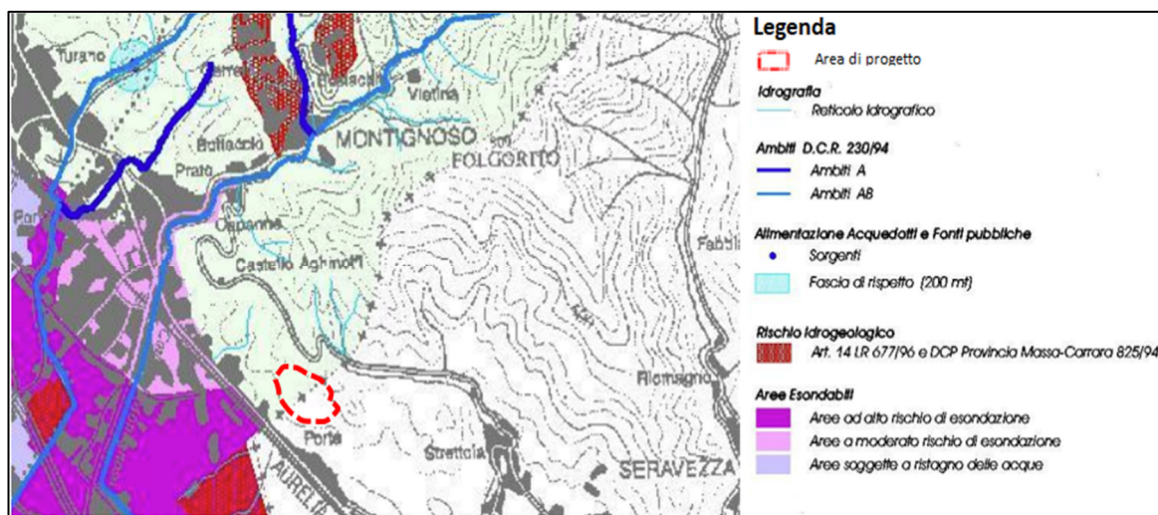 Turano
Vietina
MONTIGNOSO
FOLGORITO
Prato
Capanne
Castello Aghinolfi
Riomagno
Porta
Strettoia
SERAVEZZA
AURELIA
Legenda
Area di progetto
Idrografia
Reticolo Idrografico
Ambiti D.C.R. 230/94
Ambiti A
Ambiti AB
Alimentazione Acquedotti e Fonti pubbliche
Sorgenti
Fascia di rispetto (200 mt)
Rischio Idrogeologico
Art. 14 LR 677/96 e DCP Provincia Massa-Carrara 825/94
Aree Esondabili
Aree ad alto rischio di esondazione
Aree a moderato rischio di esondazione
Aree soggette a ristagno delle acque